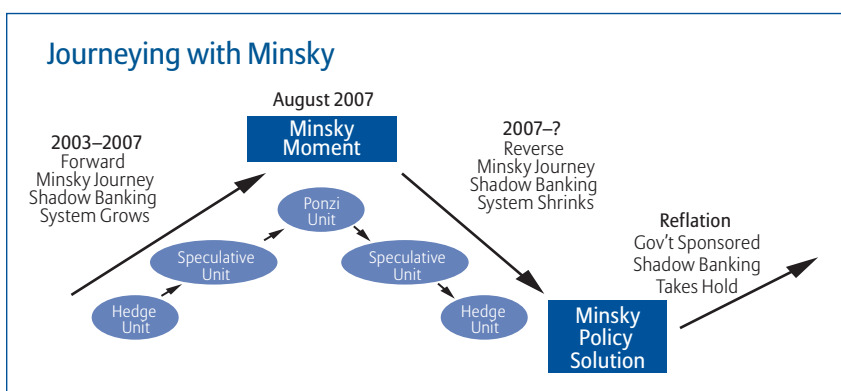 Journeying with Minsky
August 2007
Minsky
Moment
2003–2007
Forward
Minsky Journey
Shadow Banking
System Grows
2007–?
Reverse
Minsky Journey
Shadow Banking
System Shrinks
Ponzi
Unit
Speculative
Unit
Speculative
Unit
Hedge
Unit
Hedge
Unit
Reflation
Gov't Sponsored
Shadow Banking
Takes Hold
Minsky
Policy
Solution